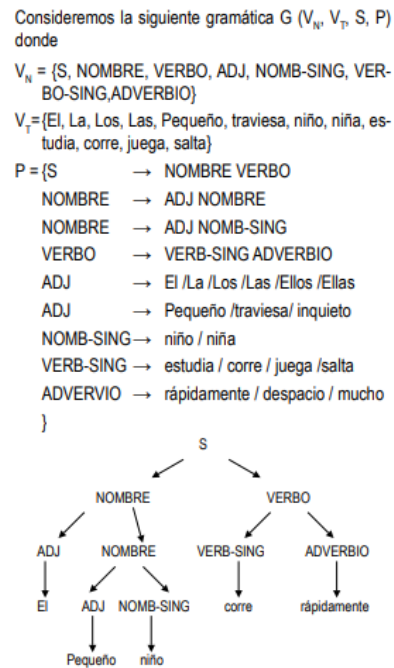 Consideremos la siguiente gramática G (V_N, V_T, S, P)
donde
V_N = {S, NOMBRE, VERBO, ADJ, NOMB-SING, VER-
BO-SING,ADVERBIO}
V_T={El, La, Los, Las, Pequeño, traviesa, niño, niña, es-
tudia, corre, juega, salta}
P = {S → NOMBRE VERBO
NOMBRE → ADJ NOMBRE
NOMBRE → ADJ NOMB-SING
VERBO → VERB-SING ADVERBIO
ADJ → El /La /Los /Las /Ellos /Ellas
ADJ → Pequeño /traviesa/ inquieto
NOMB-SING → niño / niña
VERB-SING → estudia / corre / juega /salta
ADVERVIO → rápidamente / despacio / mucho
}
S
NOMBRE VERBO
ADJ NOMBRE VERB-SING ADVERBIO
El ADJ NOMB-SING corre rápidamente
Pequeño niño